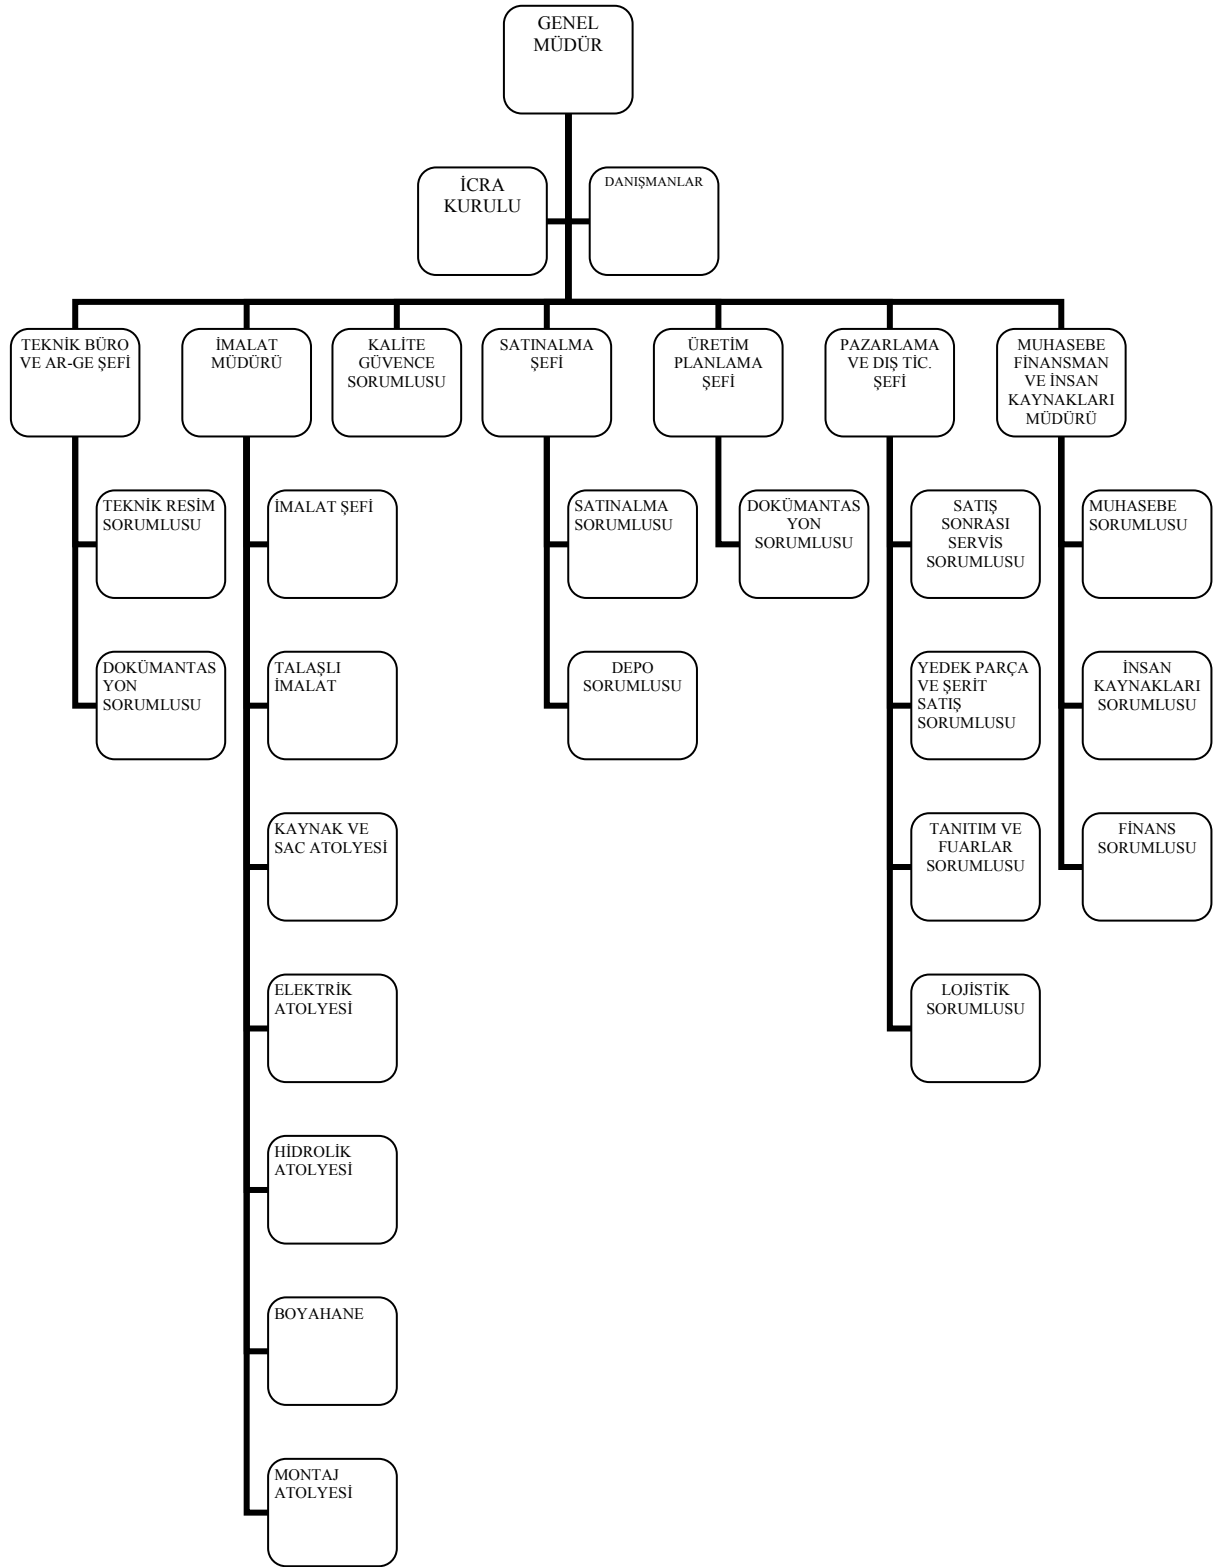 GENEL
MÜDÜR
İCRA
KURULU
DANIŞMANLAR
TEKNİK BÜRO
VE AR-GE ŞEFİ
İMALAT
MÜDÜRÜ
KALİTE
GÜVENCE
SORUMLUSU
SATINALMA
ŞEFİ
ÜRETİM
PLANLAMA
ŞEFİ
PAZARLAMA
VE DIŞ TİC.
ŞEFİ
MUHASEBE
FİNANSMAN
VE İNSAN
KAYNAKLARI
MÜDÜRÜ
TEKNİK RESİM
SORUMLUSU
İMALAT ŞEFİ
SATINALMA
SORUMLUSU
DOKÜMANTAS
YON
SORUMLUSU
SATIŞ
SONRASI
SERVİS
SORUMLUSU
MUHASEBE
SORUMLUSU
DOKÜMANTAS
YON
SORUMLUSU
TALAŞLI
İMALAT
DEPO
SORUMLUSU
YEDEK PARÇA
VE ŞERİT
SATIŞ
SORUMLUSU
İNSAN
KAYNAKLARI
SORUMLUSU
KAYNAK VE
SAC ATOLYESİ
TANITIM VE
FUARLAR
SORUMLUSU
FİNANS
SORUMLUSU
ELEKTRİK
ATOLYESİ
LOJİSTİK
SORUMLUSU
HİDROLİK
ATOLYESİ
BOYAHANE
MONTAJ
ATOLYESİ